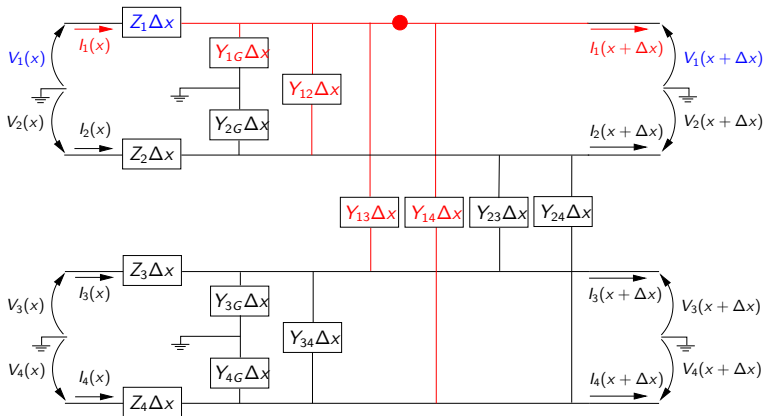 Z₁Δx
I₁(x)
I₁(x + Δx)
V₁(x)
Y₁GΔx
V₁(x + Δx)
Y₁₂Δx
V₂(x)
Y₂GΔx
V₂(x + Δx)
I₂(x)
I₂(x + Δx)
Z₂Δx
Y₁₃Δx
Y₁₄Δx
Y₂₃Δx
Y₂₄Δx
Z₃Δx
I₃(x)
I₃(x + Δx)
V₃(x)
Y₃GΔx
V₃(x + Δx)
Y₃₄Δx
V₄(x)
Y₄GΔx
V₄(x + Δx)
I₄(x)
I₄(x + Δx)
Z₄Δx